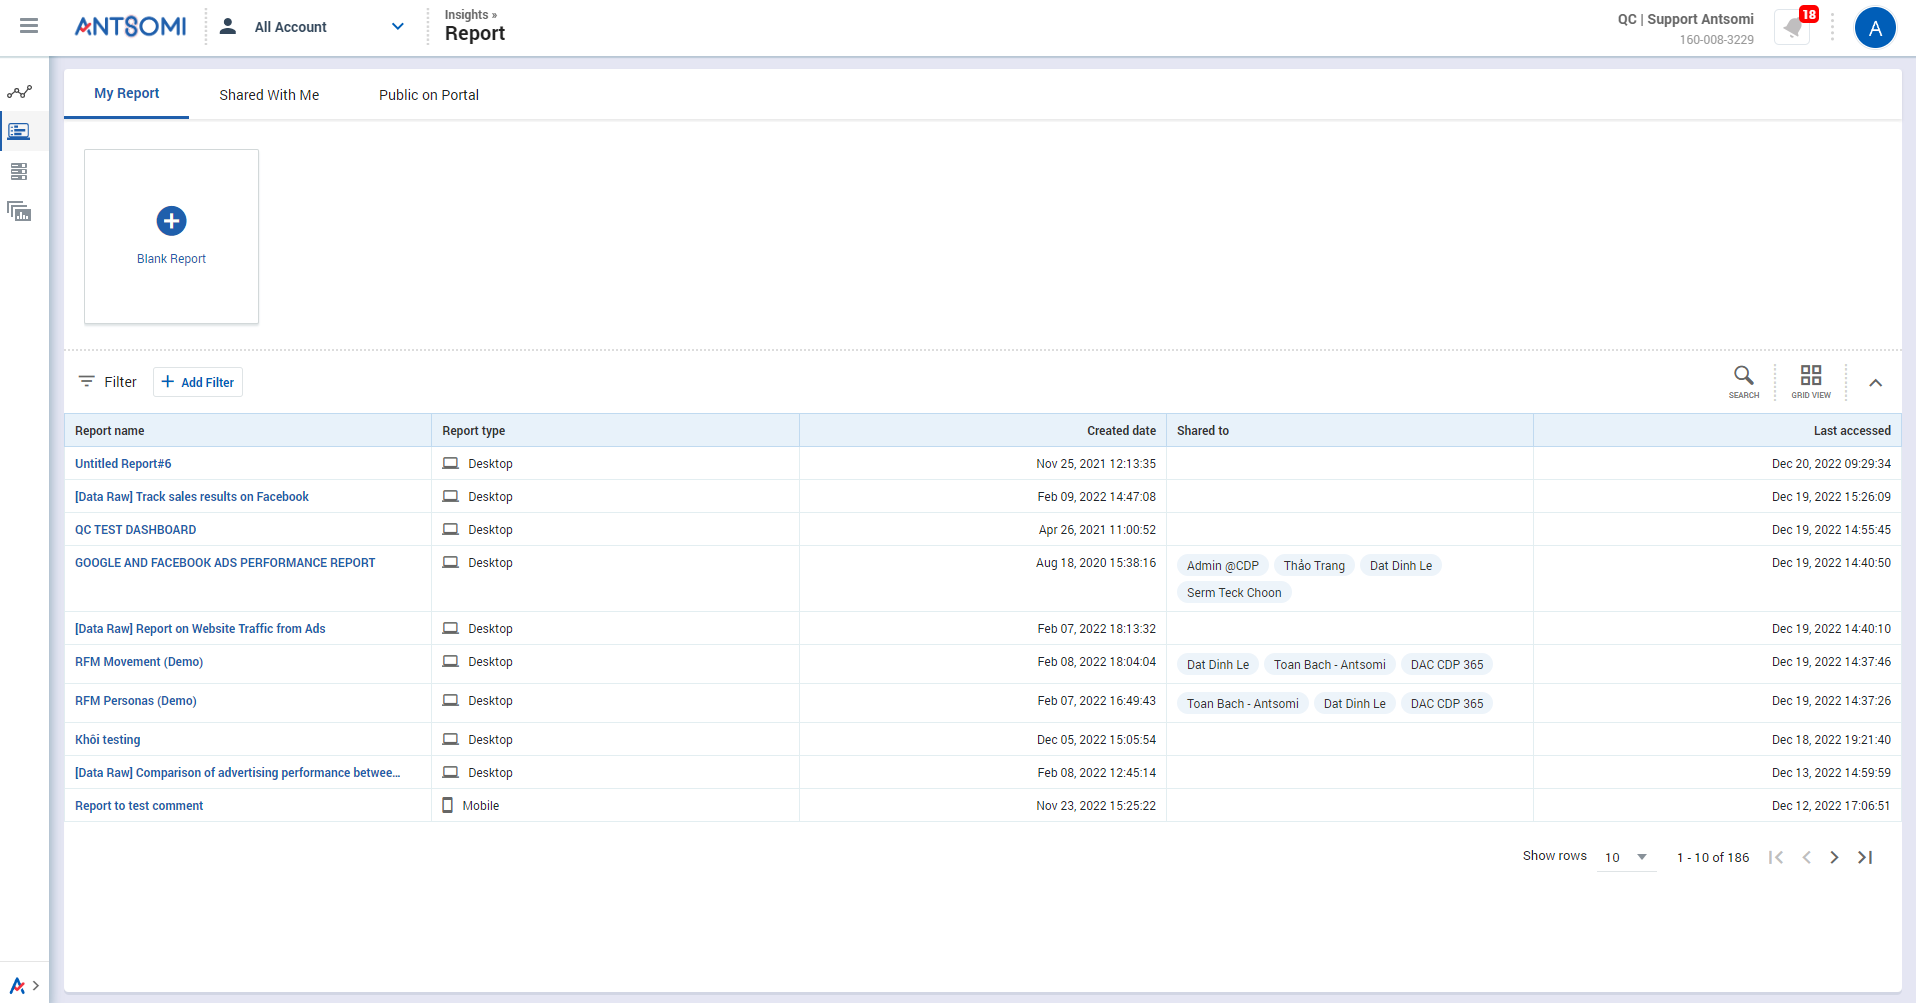 ANTSOMI
All Account
Insights »
Report
QC | Support Antsomi
160-008-3229
18
A
My Report
Shared With Me
Public on Portal
Blank Report
Filter
Add Filter
SEARCH
GRID VIEW
Report name Report type Created date Shared to Last accessed
Untitled Report#6 Desktop Nov 25, 2021 12:13:35 Dec 20, 2022 09:29:34
[Data Raw] Track sales results on Facebook Desktop Feb 09, 2022 14:47:08 Dec 19, 2022 15:26:09
QC TEST DASHBOARD Desktop Apr 26, 2021 11:00:52 Dec 19, 2022 14:55:45
GOOGLE AND FACEBOOK ADS PERFORMANCE REPORT Desktop Aug 18, 2020 15:38:16 Admin @CDP Thảo Trang Dat Dinh Le Dec 19, 2022 14:40:50
Serm Teck Choon
[Data Raw] Report on Website Traffic from Ads Desktop Feb 07, 2022 18:13:32 Dec 19, 2022 14:40:10
RFM Movement (Demo) Desktop Feb 08, 2022 18:04:04 Dat Dinh Le Toan Bach - Antsomi DAC CDP 365 Dec 19, 2022 14:37:46
RFM Personas (Demo) Desktop Feb 07, 2022 16:49:43 Toan Bach - Antsomi Dat Dinh Le DAC CDP 365 Dec 19, 2022 14:37:26
Khôi testing Desktop Dec 05, 2022 15:05:54 Dec 18, 2022 19:21:40
[Data Raw] Comparison of advertising performance betwee... Desktop Feb 08, 2022 12:45:14 Dec 13, 2022 14:59:59
Report to test comment Mobile Nov 23, 2022 15:25:22 Dec 12, 2022 17:06:51
Show rows 10 1 - 10 of 186